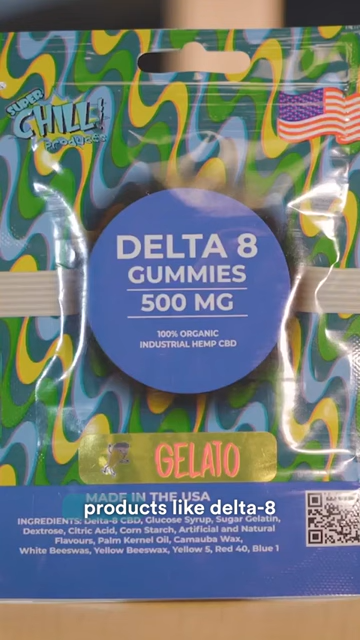 SUPER
CHILL!
Products
DELTA 8
GUMMIES
500 MG
100% ORGANIC
INDUSTRIAL HEMP CBD
GELATO
MADE IN THE USA
products like delta-8
INGREDIENTS: Delta-8 CBD, Glucose Syrup, Sugar Gelatin,
Dextrose, Citric Acid, Corn Starch, Artificial and Natural
Flavours, Palm Kernel Oil, Camauba Wax,
White Beeswas, Yellow Beeswax, Yellow 5, Red 40, Blue 1